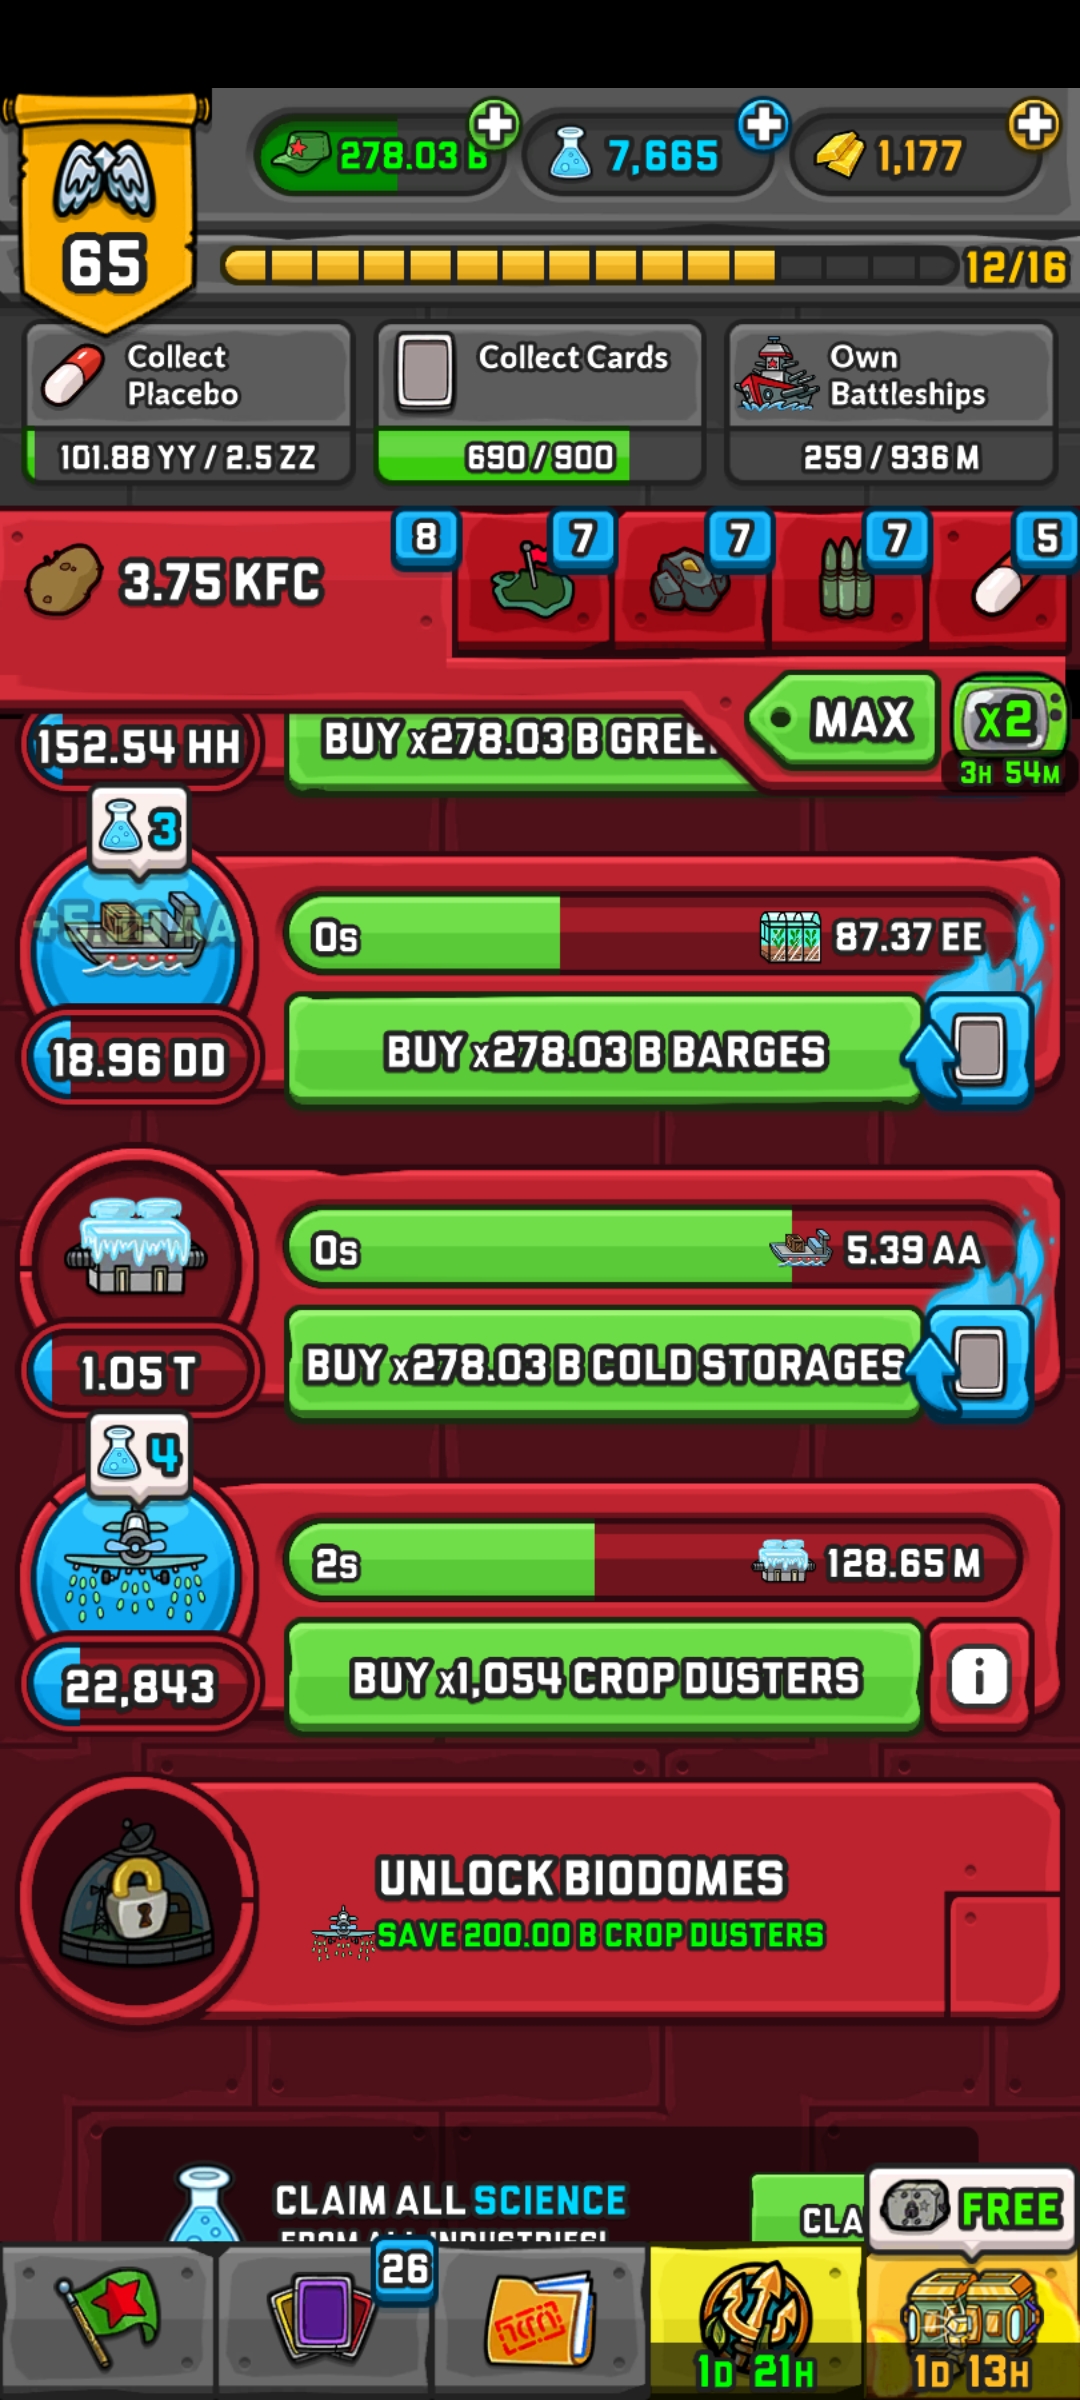 278.03 B
7,665
1,177
65
12/16
Collect
Placebo
101.88 YY / 2.5 ZZ
Collect Cards
690/900
Own
Battleships
259/936 M
3.75 KFC
8
7
7
7
5
MAX
x2
3H 54M
152.54 HH
BUY x278.03 B
3
0s
87.37 EE
18.96 DD
BUY x278.03 B BARGES
0s
5.39 AA
1.05 T
BUY x278.03 B COLD STORAGES
4
2s
128.65 M
22,843
BUY x1,054 CROP DUSTERS
i
UNLOCK BIODOMES
SAVE 200.00 B CROP DUSTERS
CLAIM ALL SCIENCE
FROM ALL INDUSTRIES!
CLA
FREE
26
1D 21H
1D 13H